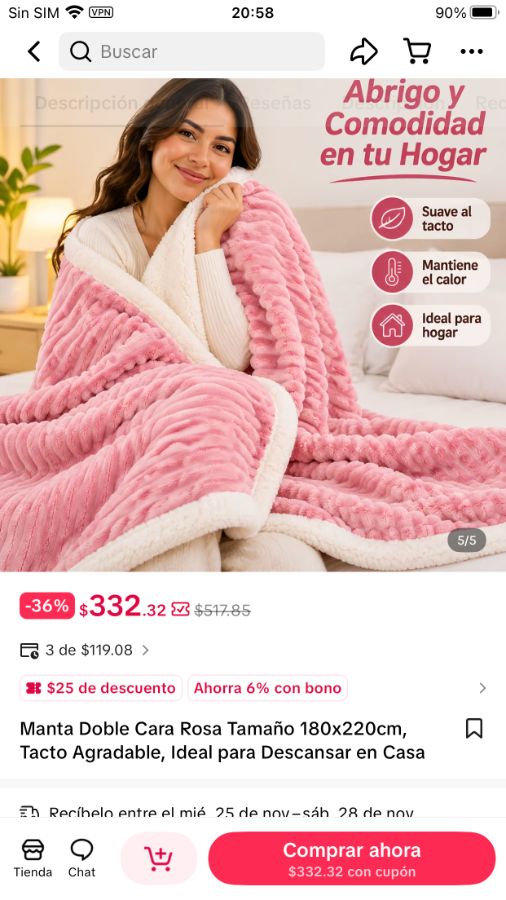 Sin SIM VPN 20:58 90%
Buscar
Descripción Reseñas Descripción Rec
Abrigo y
Comodidad
en tu Hogar
Suave al
tacto
Mantiene
el calor
Ideal para
hogar
5/5
-36% $332.32 $517.85
3 de $119.08 >
$25 de descuento Ahorra 6% con bono >
Manta Doble Cara Rosa Tamaño 180x220cm,
Tacto Agradable, Ideal para Descansar en Casa
Recíbelo entre el mié, 25 de nov–sáb, 28 de nov
Tienda Chat Comprar ahora
$332.32 con cupón